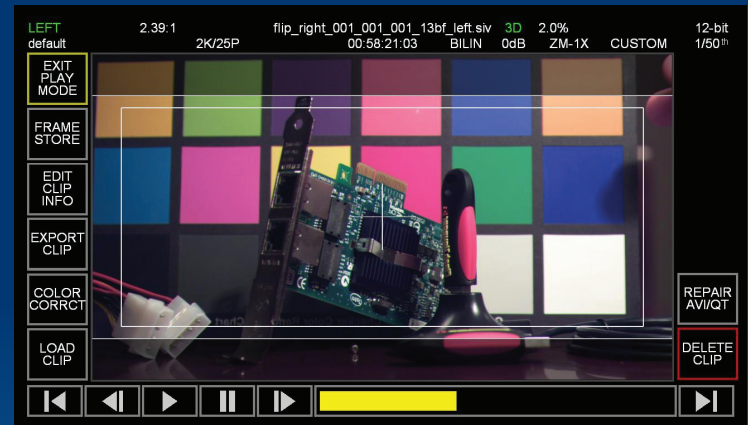 LEFT 2.39:1 flip_right_001_001_001_13bf_left.siv 3D 2.0% 12-bit
default 2K/25P 00:58:21:03 BILIN 0dB ZM-1X CUSTOM 1/50th
EXIT
PLAY
MODE
FRAME
STORE
EDIT
CLIP
INFO
EXPORT
CLIP
COLOR
CORRCT
LOAD
CLIP
REPAIR
AVI/QT
DELETE
CLIP